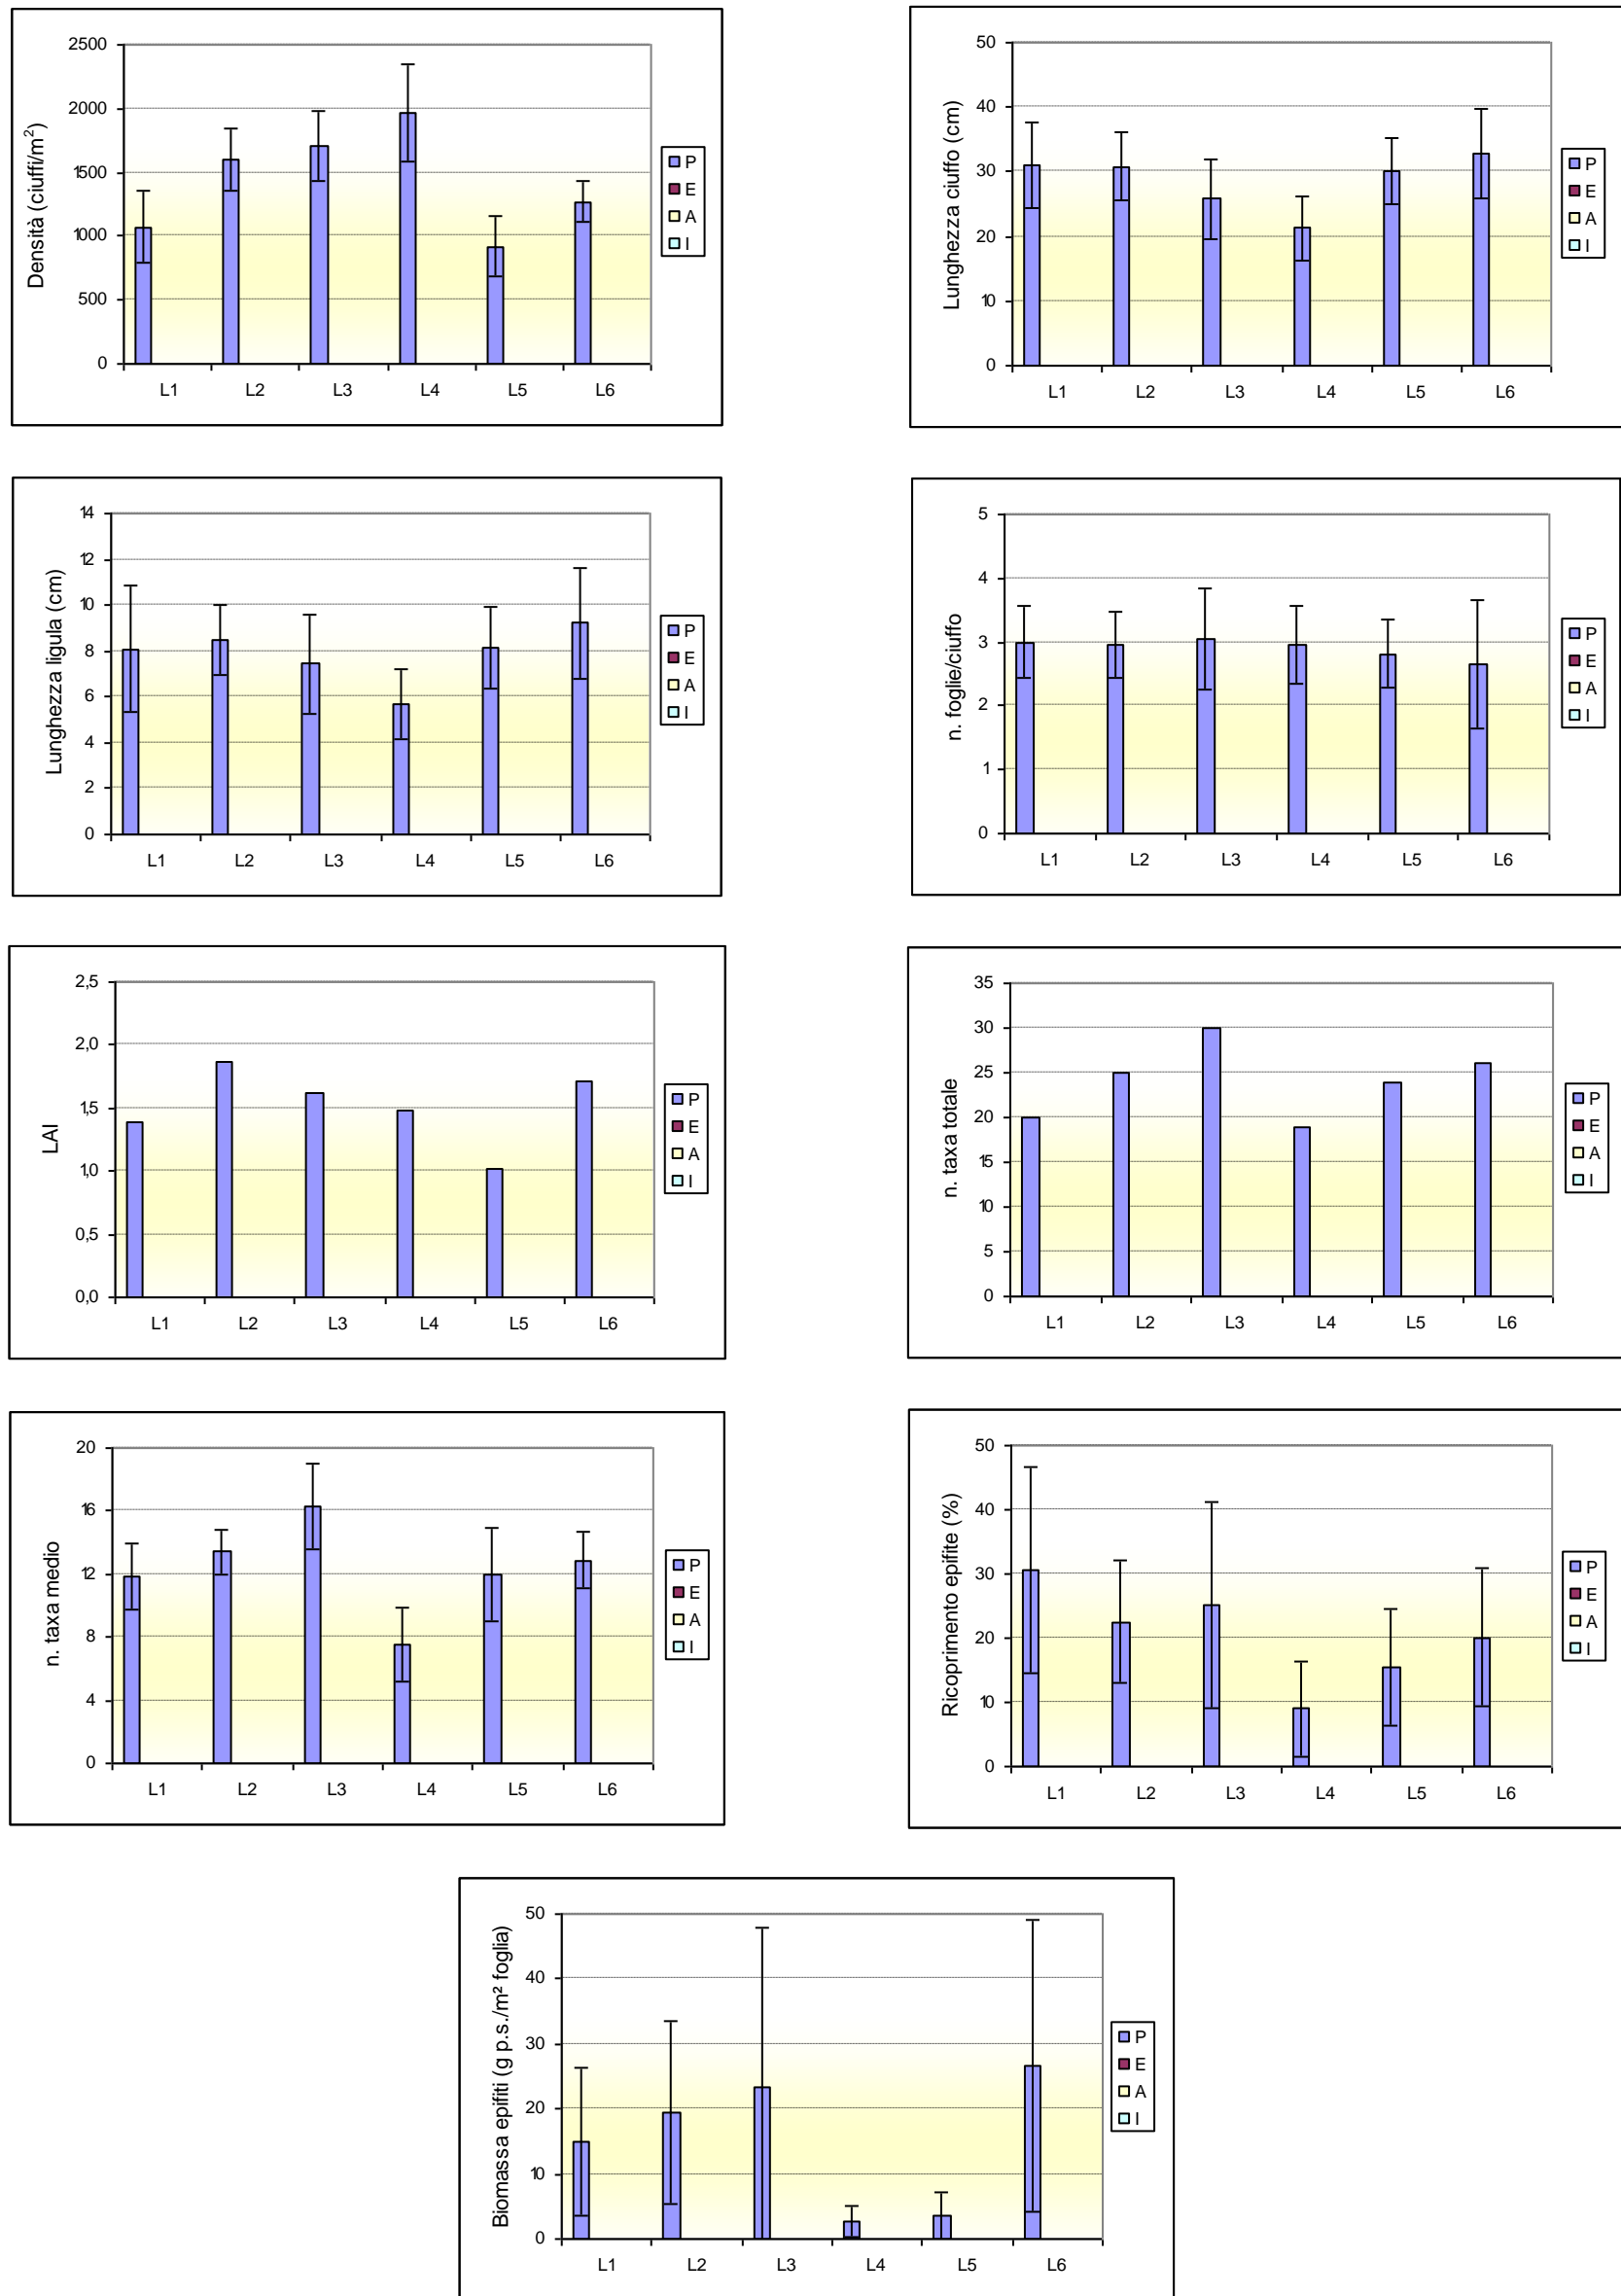 Densità (ciuffi/m²)
2500
2000
1500
1000
500
0
L1 L2 L3 L4 L5 L6
P
E
A
I
Lunghezza ciuffo (cm)
50
40
30
20
10
0
L1 L2 L3 L4 L5 L6
P
E
A
I
Lunghezza ligula (cm)
14
12
10
8
6
4
2
0
L1 L2 L3 L4 L5 L6
P
E
A
I
n. foglie/ciuffo
5
4
3
2
1
0
L1 L2 L3 L4 L5 L6
P
E
A
I
LAI
2,5
2,0
1,5
1,0
0,5
0,0
L1 L2 L3 L4 L5 L6
P
E
A
I
n. taxa totale
35
30
25
20
15
10
5
0
L1 L2 L3 L4 L5 L6
P
E
A
I
n. taxa medio
20
16
12
8
4
0
L1 L2 L3 L4 L5 L6
P
E
A
I
Ricoprimento epifite (%)
50
40
30
20
10
0
L1 L2 L3 L4 L5 L6
P
E
A
I
Biomassa epifiti (g p.s./m² foglia)
50
40
30
20
10
0
L1 L2 L3 L4 L5 L6
P
E
A
I